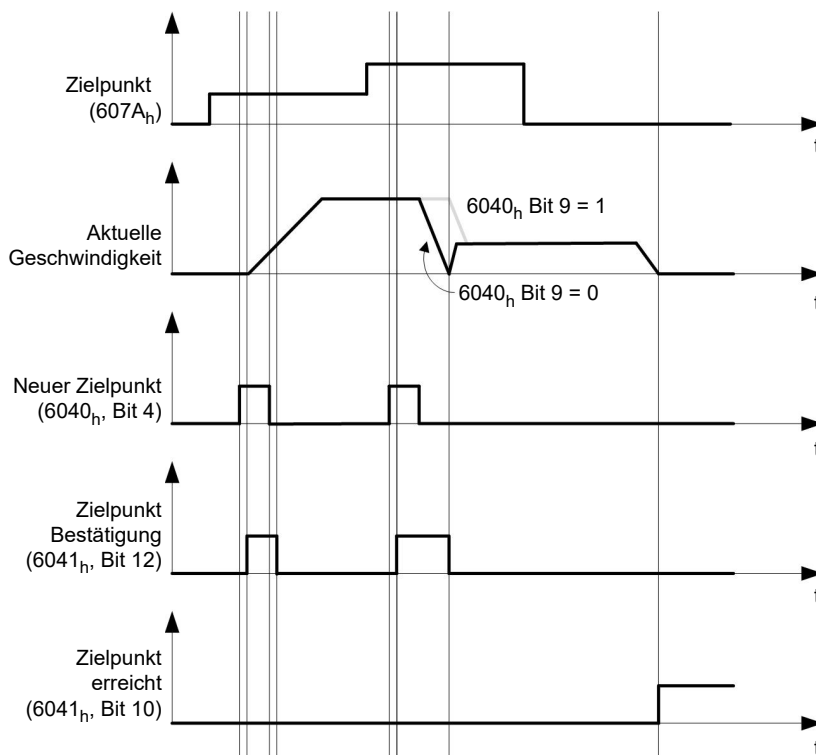 Zielpunkt
(607Ah)
t
Aktuelle
Geschwindigkeit
6040h Bit 9 = 1
6040h Bit 9 = 0
t
Neuer Zielpunkt
(6040h, Bit 4)
t
Zielpunkt
Bestätigung
(6041h, Bit 12)
t
Zielpunkt
erreicht
(6041h, Bit 10)
t